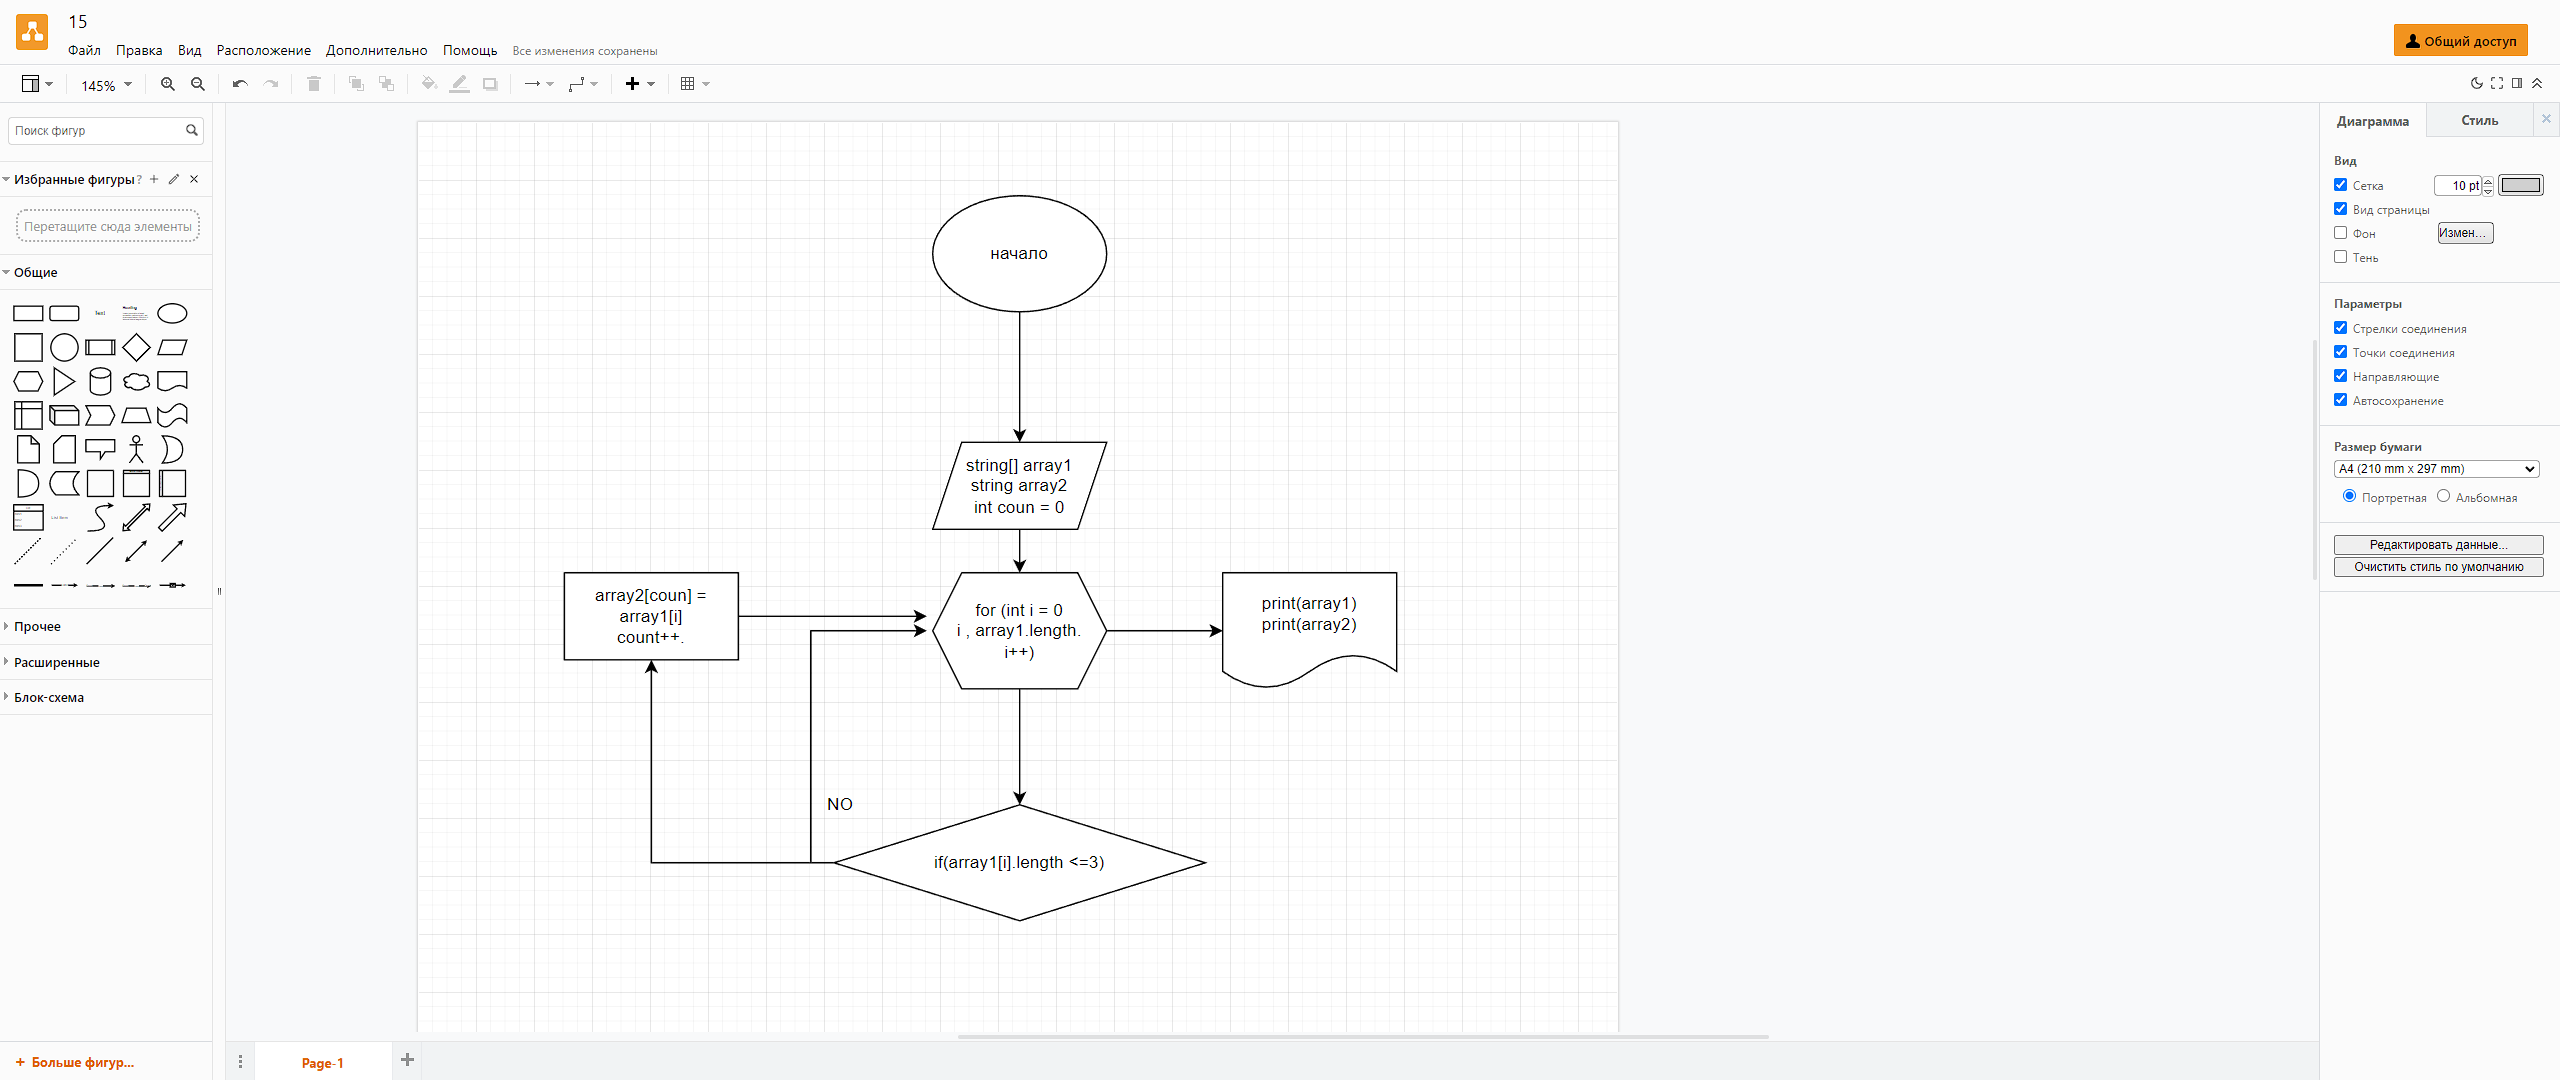 15
Файл Правка Вид Расположение Дополнительно Помощь Все изменения сохранены
Общий доступ
145%
Поиск фигур
Избранные фигуры ?
Перетащите сюда элементы
Общие
Text
Прочее
Расширенные
Блок-схема
+ Больше фигур...
начало
string[] array1
string array2
int coun = 0
array2[coun] =
array1[i]
count++.
for (int i = 0
i , array1.length.
i++)
print(array1)
print(array2)
NO
if(array1[i].length <=3)
Page-1
Диаграмма Стиль
Вид
Сетка 10 pt
Вид страницы
Фон Измен...
Тень
Параметры
Стрелки соединения
Точки соединения
Направляющие
Автосохранение
Размер бумаги
A4 (210 mm x 297 mm)
Портретная Альбомная
Редактировать данные...
Очистить стиль по умолчанию